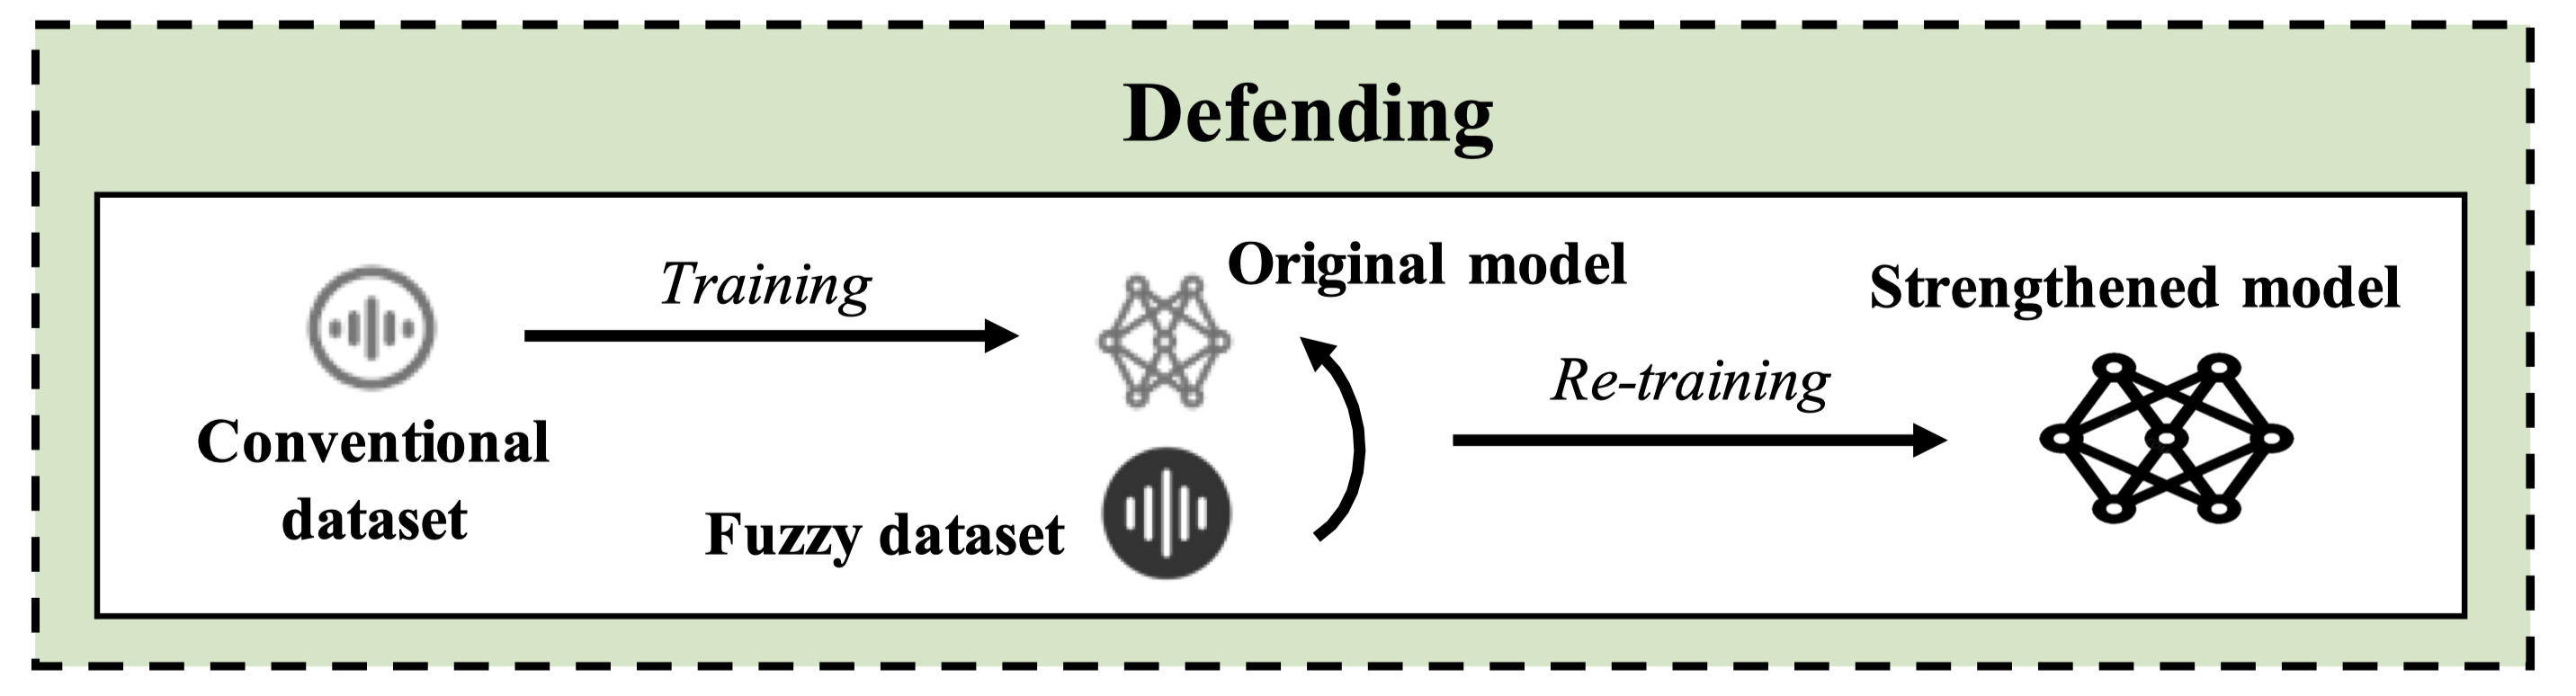 Defending
Training
Original model
Strengthened model
Re-training
Conventional
dataset
Fuzzy dataset